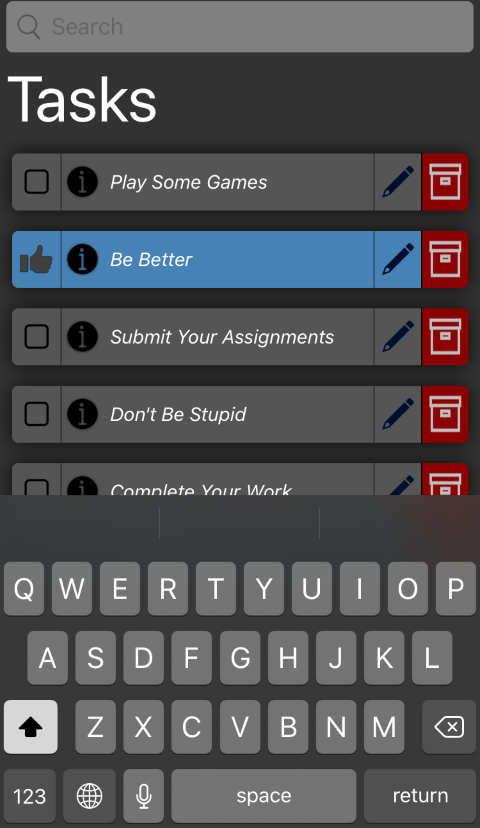 Search
Tasks
Play Some Games
Be Better
Submit Your Assignments
Don't Be Stupid
Complete Your Work
Q W E R T Y U I O P
A S D F G H J K L
Z X C V B N M
123 space return